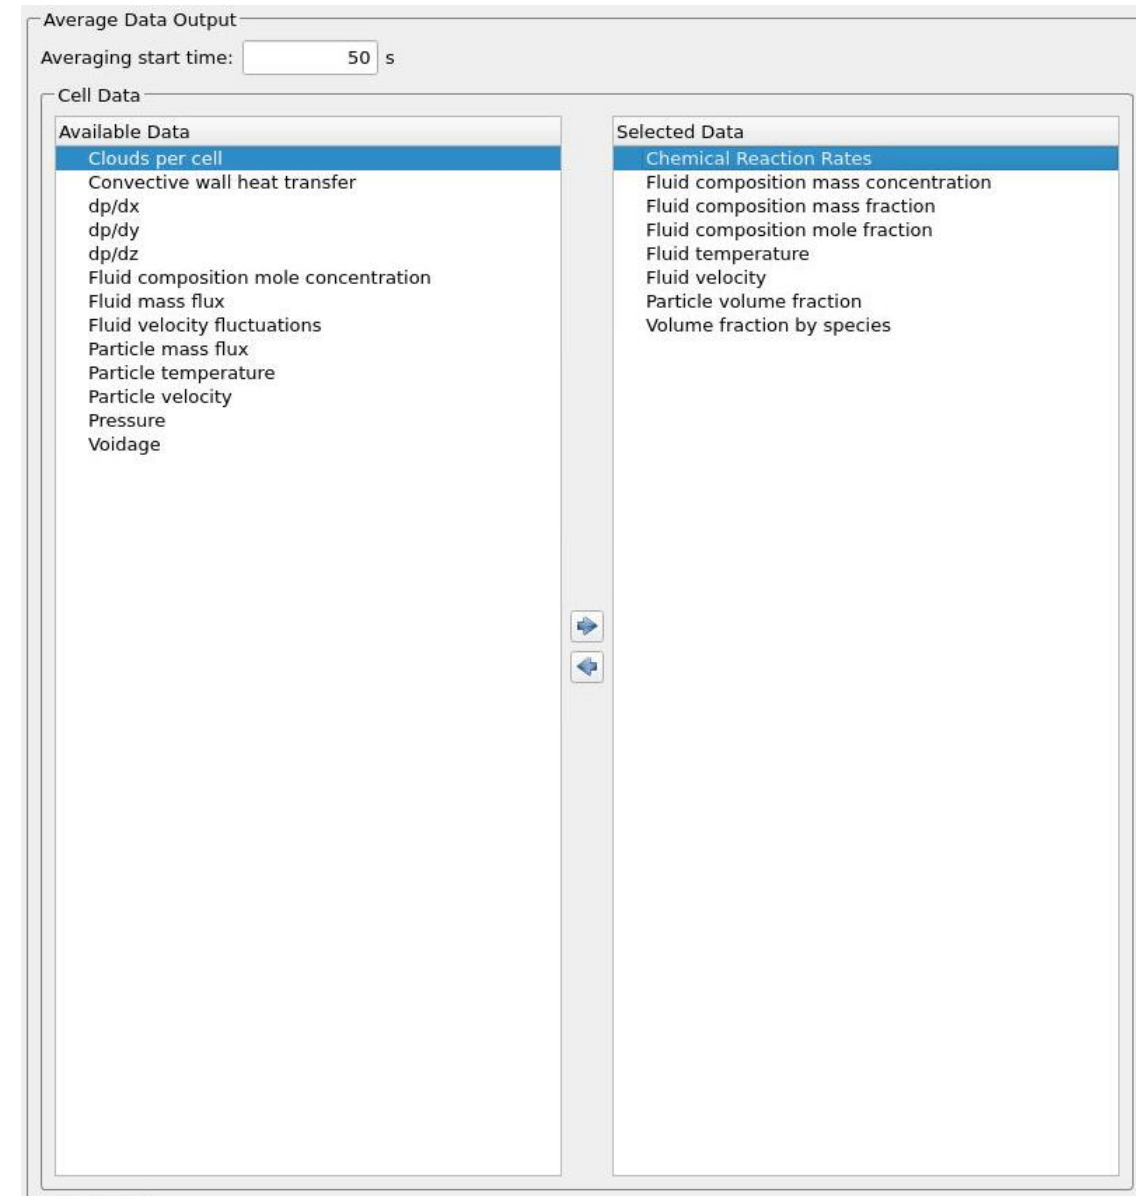 Average Data Output
Averaging start time: 50 s
Cell Data
Available Data
Clouds per cell
Convective wall heat transfer
dp/dx
dp/dy
dp/dz
Fluid composition mole concentration
Fluid mass flux
Fluid velocity fluctuations
Particle mass flux
Particle temperature
Particle velocity
Pressure
Voidage
Selected Data
Chemical Reaction Rates
Fluid composition mass concentration
Fluid composition mass fraction
Fluid composition mole fraction
Fluid temperature
Fluid velocity
Particle volume fraction
Volume fraction by species